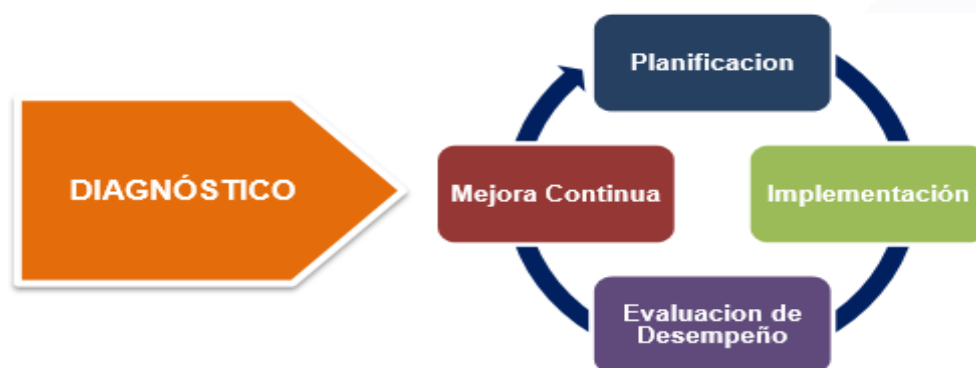 DIAGNÓSTICO
Planificacion
Mejora Continua
Implementación
Evaluacion de
Desempeño